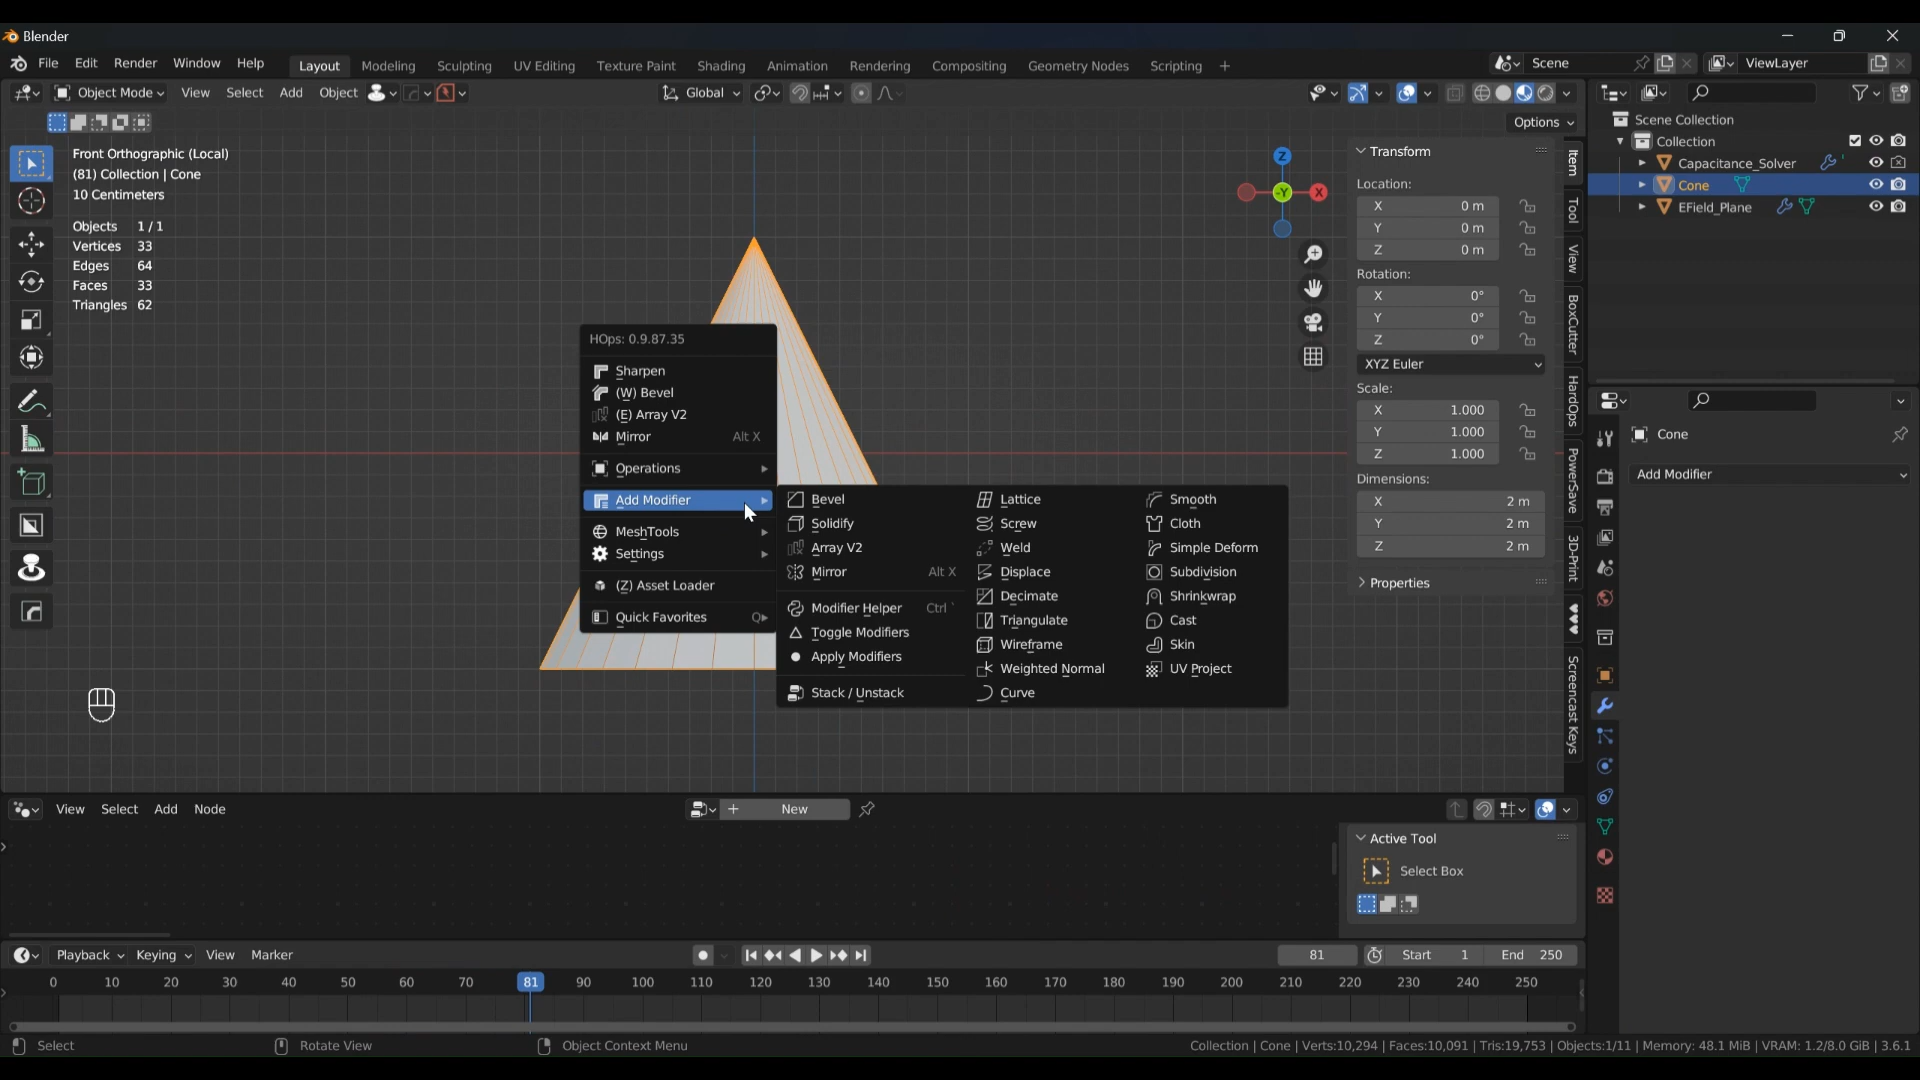 Blender
File Edit Render Window Help Layout Modeling Sculpting UV Editing Texture Paint Shading Animation Rendering Compositing Geometry Nodes Scripting + Scene ViewLayer
Object Mode View Select Add Object Global
Options
Front Orthographic (Local)
(81) Collection | Cone
10 Centimeters
Objects 1/1
Vertices 33
Edges 64
Faces 33
Triangles 62
Z
X
-Y
HOps: 0.9.87.35
Sharpen
(W) Bevel
(E) Array V2
Mirror Alt X
Operations
Add Modifier
MeshTools
Settings
(Z) Asset Loader
Quick Favorites Q
Bevel
Solidify
Array V2
Mirror Alt X
Modifier Helper Ctrl `
Toggle Modifiers
Apply Modifiers
Stack / Unstack
Lattice
Screw
Weld
Displace
Decimate
Triangulate
Wireframe
Weighted Normal
Curve
Smooth
Cloth
Simple Deform
Subdivision
Shrinkwrap
Cast
Skin
UV Project
Transform
Location:
X 0 m
Y 0 m
Z 0 m
Rotation:
X 0°
Y 0°
Z 0°
XYZ Euler
Scale:
X 1.000
Y 1.000
Z 1.000
Dimensions:
X 2 m
Y 2 m
Z 2 m
Properties
Item
Tool
View
BoxCutter
HardOps
PowerSave
3D-Print
♥♥♥
Screencast Keys
Scene Collection
Collection
Capacitance_Solver
Cone
EField_Plane
Cone
Add Modifier
View Select Add Node + New
Active Tool
Select Box
Playback Keying View Marker 81 Start 1 End 250
0 10 20 30 40 50 60 70 81 90 100 110 120 130 140 150 160 170 180 190 200 210 220 230 240 250
Select Rotate View Object Context Menu Collection | Cone | Verts:10,294 | Faces:10,091 | Tris:19,753 | Objects:1/11 | Memory: 48.1 MiB | VRAM: 1.2/8.0 GiB | 3.6.1